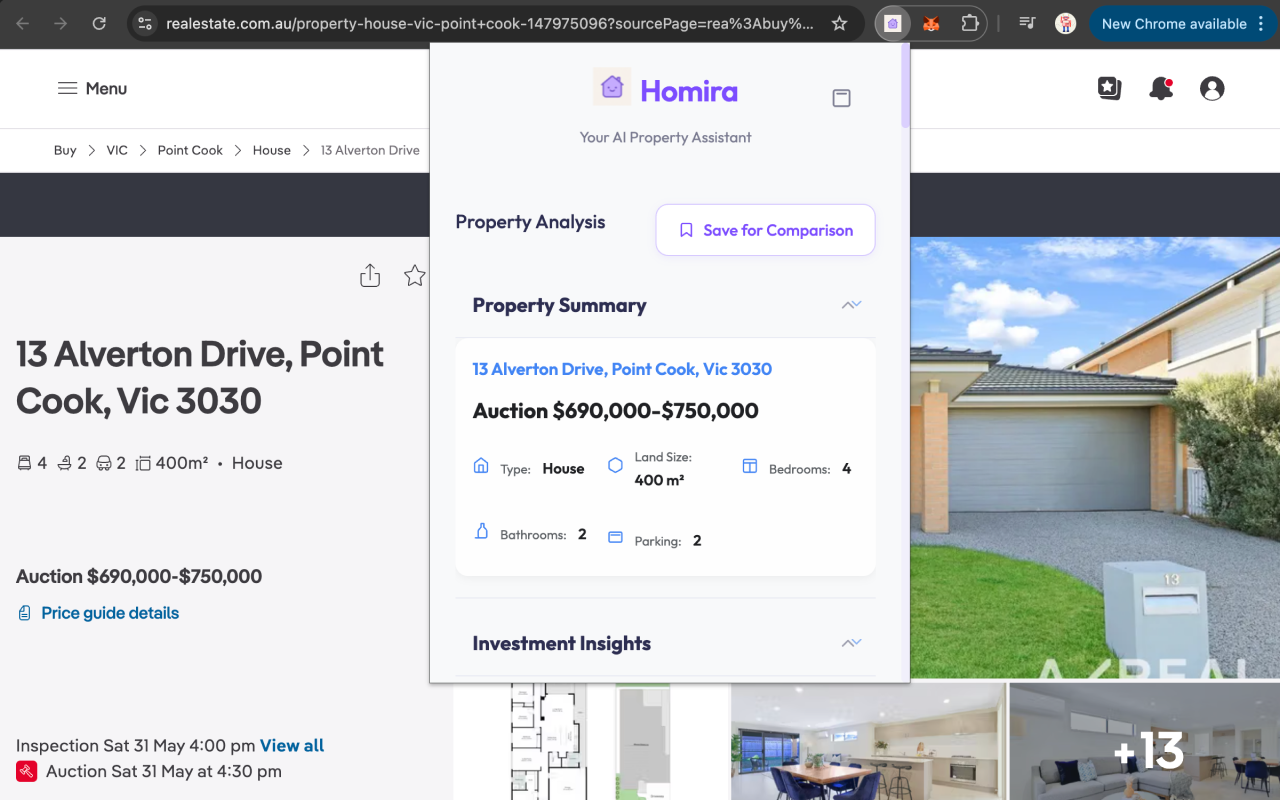 realestate.com.au/property-house-vic-point+cook-147975096?sourcePage=rea%3Abuy%...
New Chrome available
Menu
Buy > VIC > Point Cook > House > 13 Alverton Drive
Homira
Your AI Property Assistant
Property Analysis
Save for Comparison
Property Summary
13 Alverton Drive, Point Cook, Vic 3030
Auction $690,000-$750,000
Type: House
Land Size:
400 m²
Bedrooms: 4
Bathrooms: 2
Parking: 2
Investment Insights
13 Alverton Drive, Point
Cook, Vic 3030
4 2 2 400m² • House
Auction $690,000-$750,000
Price guide details
Inspection Sat 31 May 4:00 pm View all
Auction Sat 31 May at 4:30 pm
13
+13